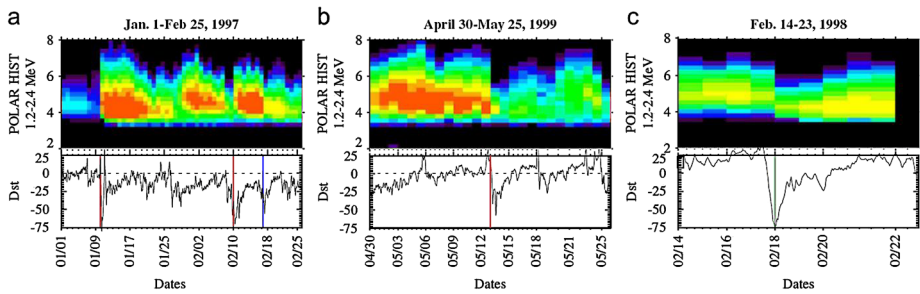 a
Jan. 1-Feb 25, 1997
POLAR HIST
1.2-2.4 MeV
8
6
4
2
Dst
25
0
-25
-50
-75
01/01
01/09
01/17
01/25
02/02
02/10
02/18
02/25
Dates
b
April 30-May 25, 1999
POLAR HIST
1.2-2.4 MeV
8
6
4
2
Dst
25
0
-25
-50
-75
04/30
05/03
05/06
05/09
05/12
05/15
05/18
05/21
05/25
Dates
c
Feb. 14-23, 1998
POLAR HIST
1.2-2.4 MeV
8
6
4
2
Dst
25
0
-25
-50
-75
02/14
02/16
02/18
02/20
02/22
Dates